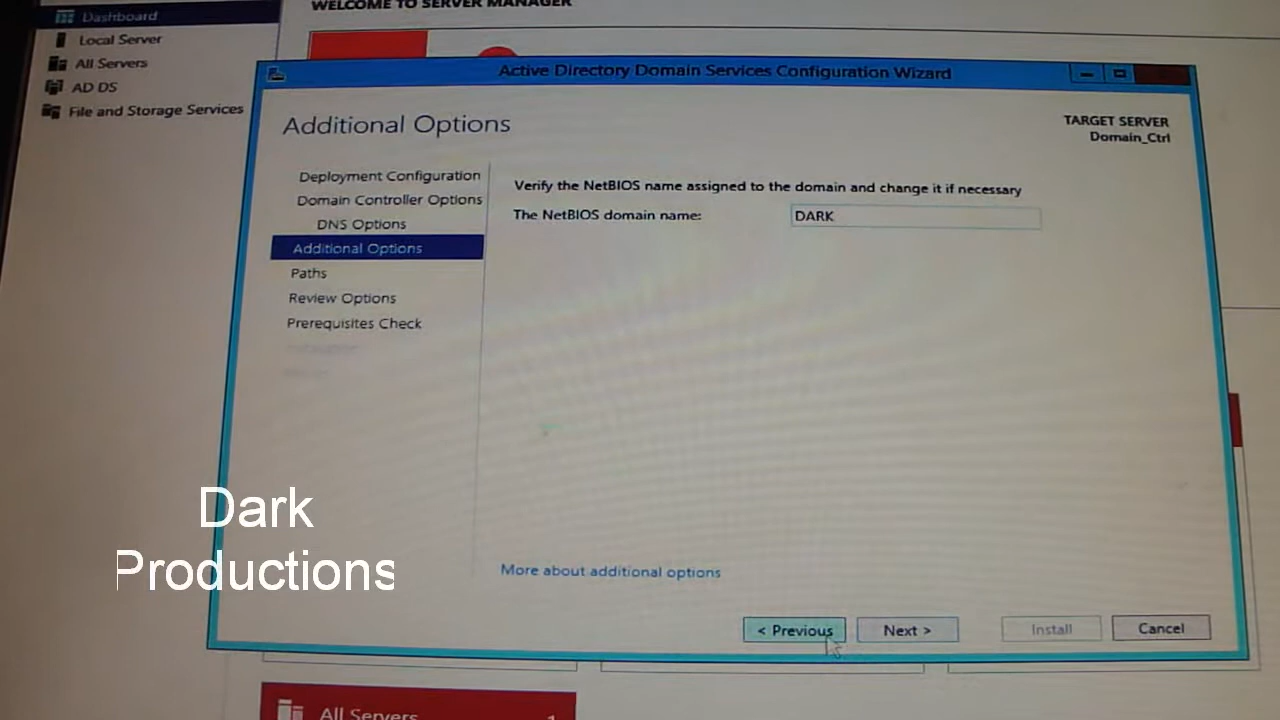 WELCOME TO SERVER MANAGER
Dashboard
Local Server
All Servers
AD DS
File and Storage Services
Active Directory Domain Services Configuration Wizard
Additional Options
TARGET SERVER
Domain_Ctrl
Deployment Configuration
Domain Controller Options
DNS Options
Additional Options
Paths
Review Options
Prerequisites Check
Verify the NetBIOS name assigned to the domain and change it if necessary
The NetBIOS domain name:
DARK
More about additional options
< Previous
Next >
Install
Cancel
Dark
Productions
All Servers
1